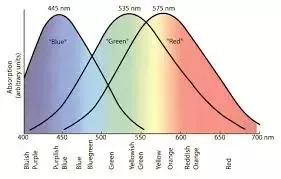 445 nm
535 nm
575 nm
"Blue"
"Green"
"Red"
Absorption
(arbitrary units)
400
450
500
550
600
650
700 nm
Bluish
Purple
Purplish
Blue
Blue
Bluegreen
Green
Yellowish
Green
Yellow
Orange
Reddish
Orange
Red